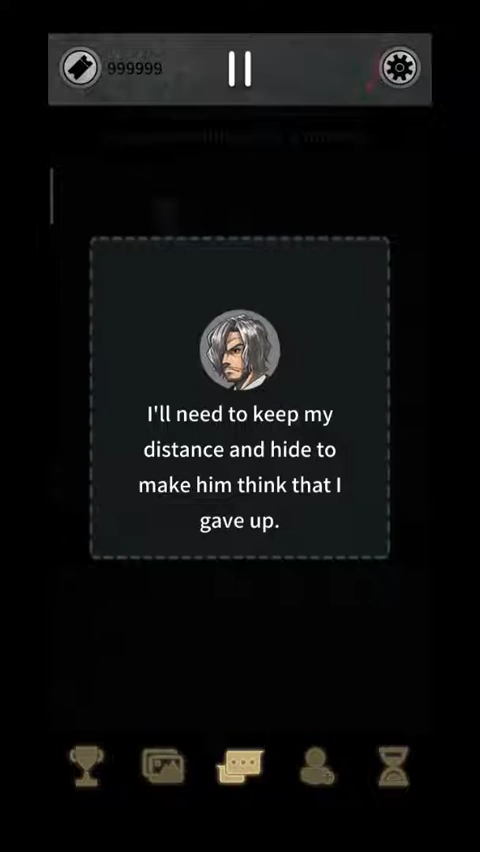 999999
I'll need to keep my
distance and hide to
make him think that I
gave up.